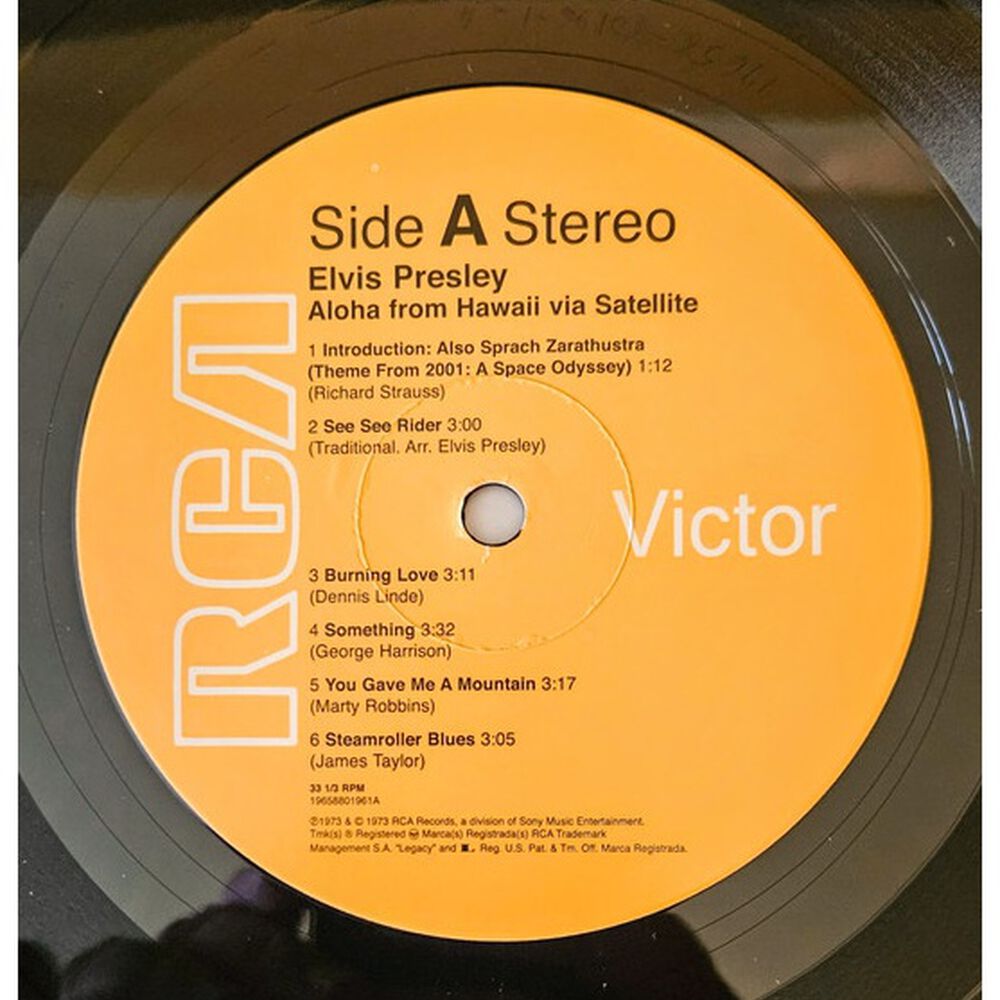 Side A Stereo
Elvis Presley
Aloha from Hawaii via Satellite
1 Introduction: Also Sprach Zarathustra
(Theme From 2001: A Space Odyssey) 1:12
(Richard Strauss)
2 See See Rider 3:00
(Traditional. Arr. Elvis Presley)
RCA
Victor
3 Burning Love 3:11
(Dennis Linde)
4 Something 3:32
(George Harrison)
5 You Gave Me A Mountain 3:17
(Marty Robbins)
6 Steamroller Blues 3:05
(James Taylor)
33 1/3 RPM
19658801961A
℗1973 & © 1973 RCA Records, a division of Sony Music Entertainment.
Tmk(s) ® Registered Marca(s) Registrada(s) RCA Trademark
Management S.A. "Legacy" and Reg. U.S. Pat. & Tm. Off. Marca Registrada.